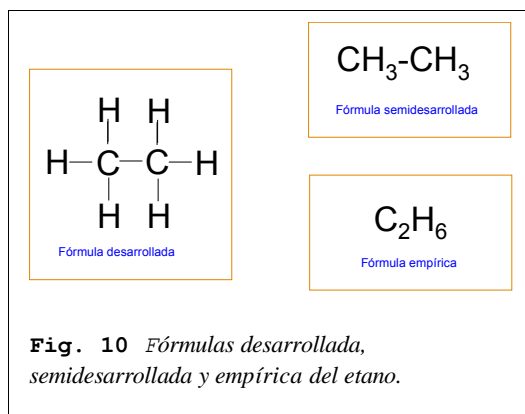 H H
H C C H
H H
Fórmula desarrollada
CH₃-CH₃
Fórmula semidesarrollada
C₂H₆
Fórmula empírica
Fig. 10 Fórmulas desarrollada,
semidesarrollada y empírica del etano.